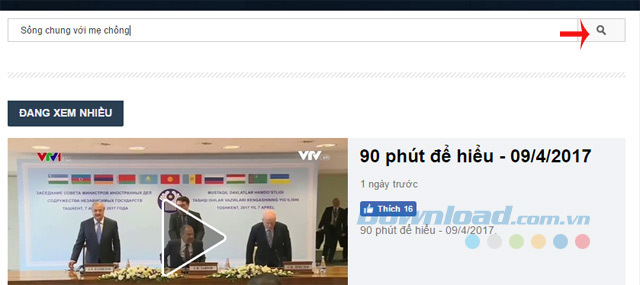 Sống chung với mẹ chồng
ĐANG XEM NHIỀU
VTV1
VTV
ЗАСЕДАНИЕ СОВЕТА МИНИСТРОВ ИНОСТРАННЫХ ДЕЛ
СОДРУЖЕСТВА НЕЗАВИСИМЫХ ГОСУДАРСТВ
ТАШКЕНТ, 7 АПРЕЛЯ 2017 ГОДА
MUSTAQIL DAVLATLAR HAMDO'STLIGI
TASHQI ISHLAR VAZIRLARI KENGASHINING YIG'ILISHI
TOSHKENT, 2017 YIL 7 APREL
90 phút để hiểu - 09/4/2017
1 ngày trước
Thích 16
Download.com.vn
90 phút để hiểu - 09/4/2017.